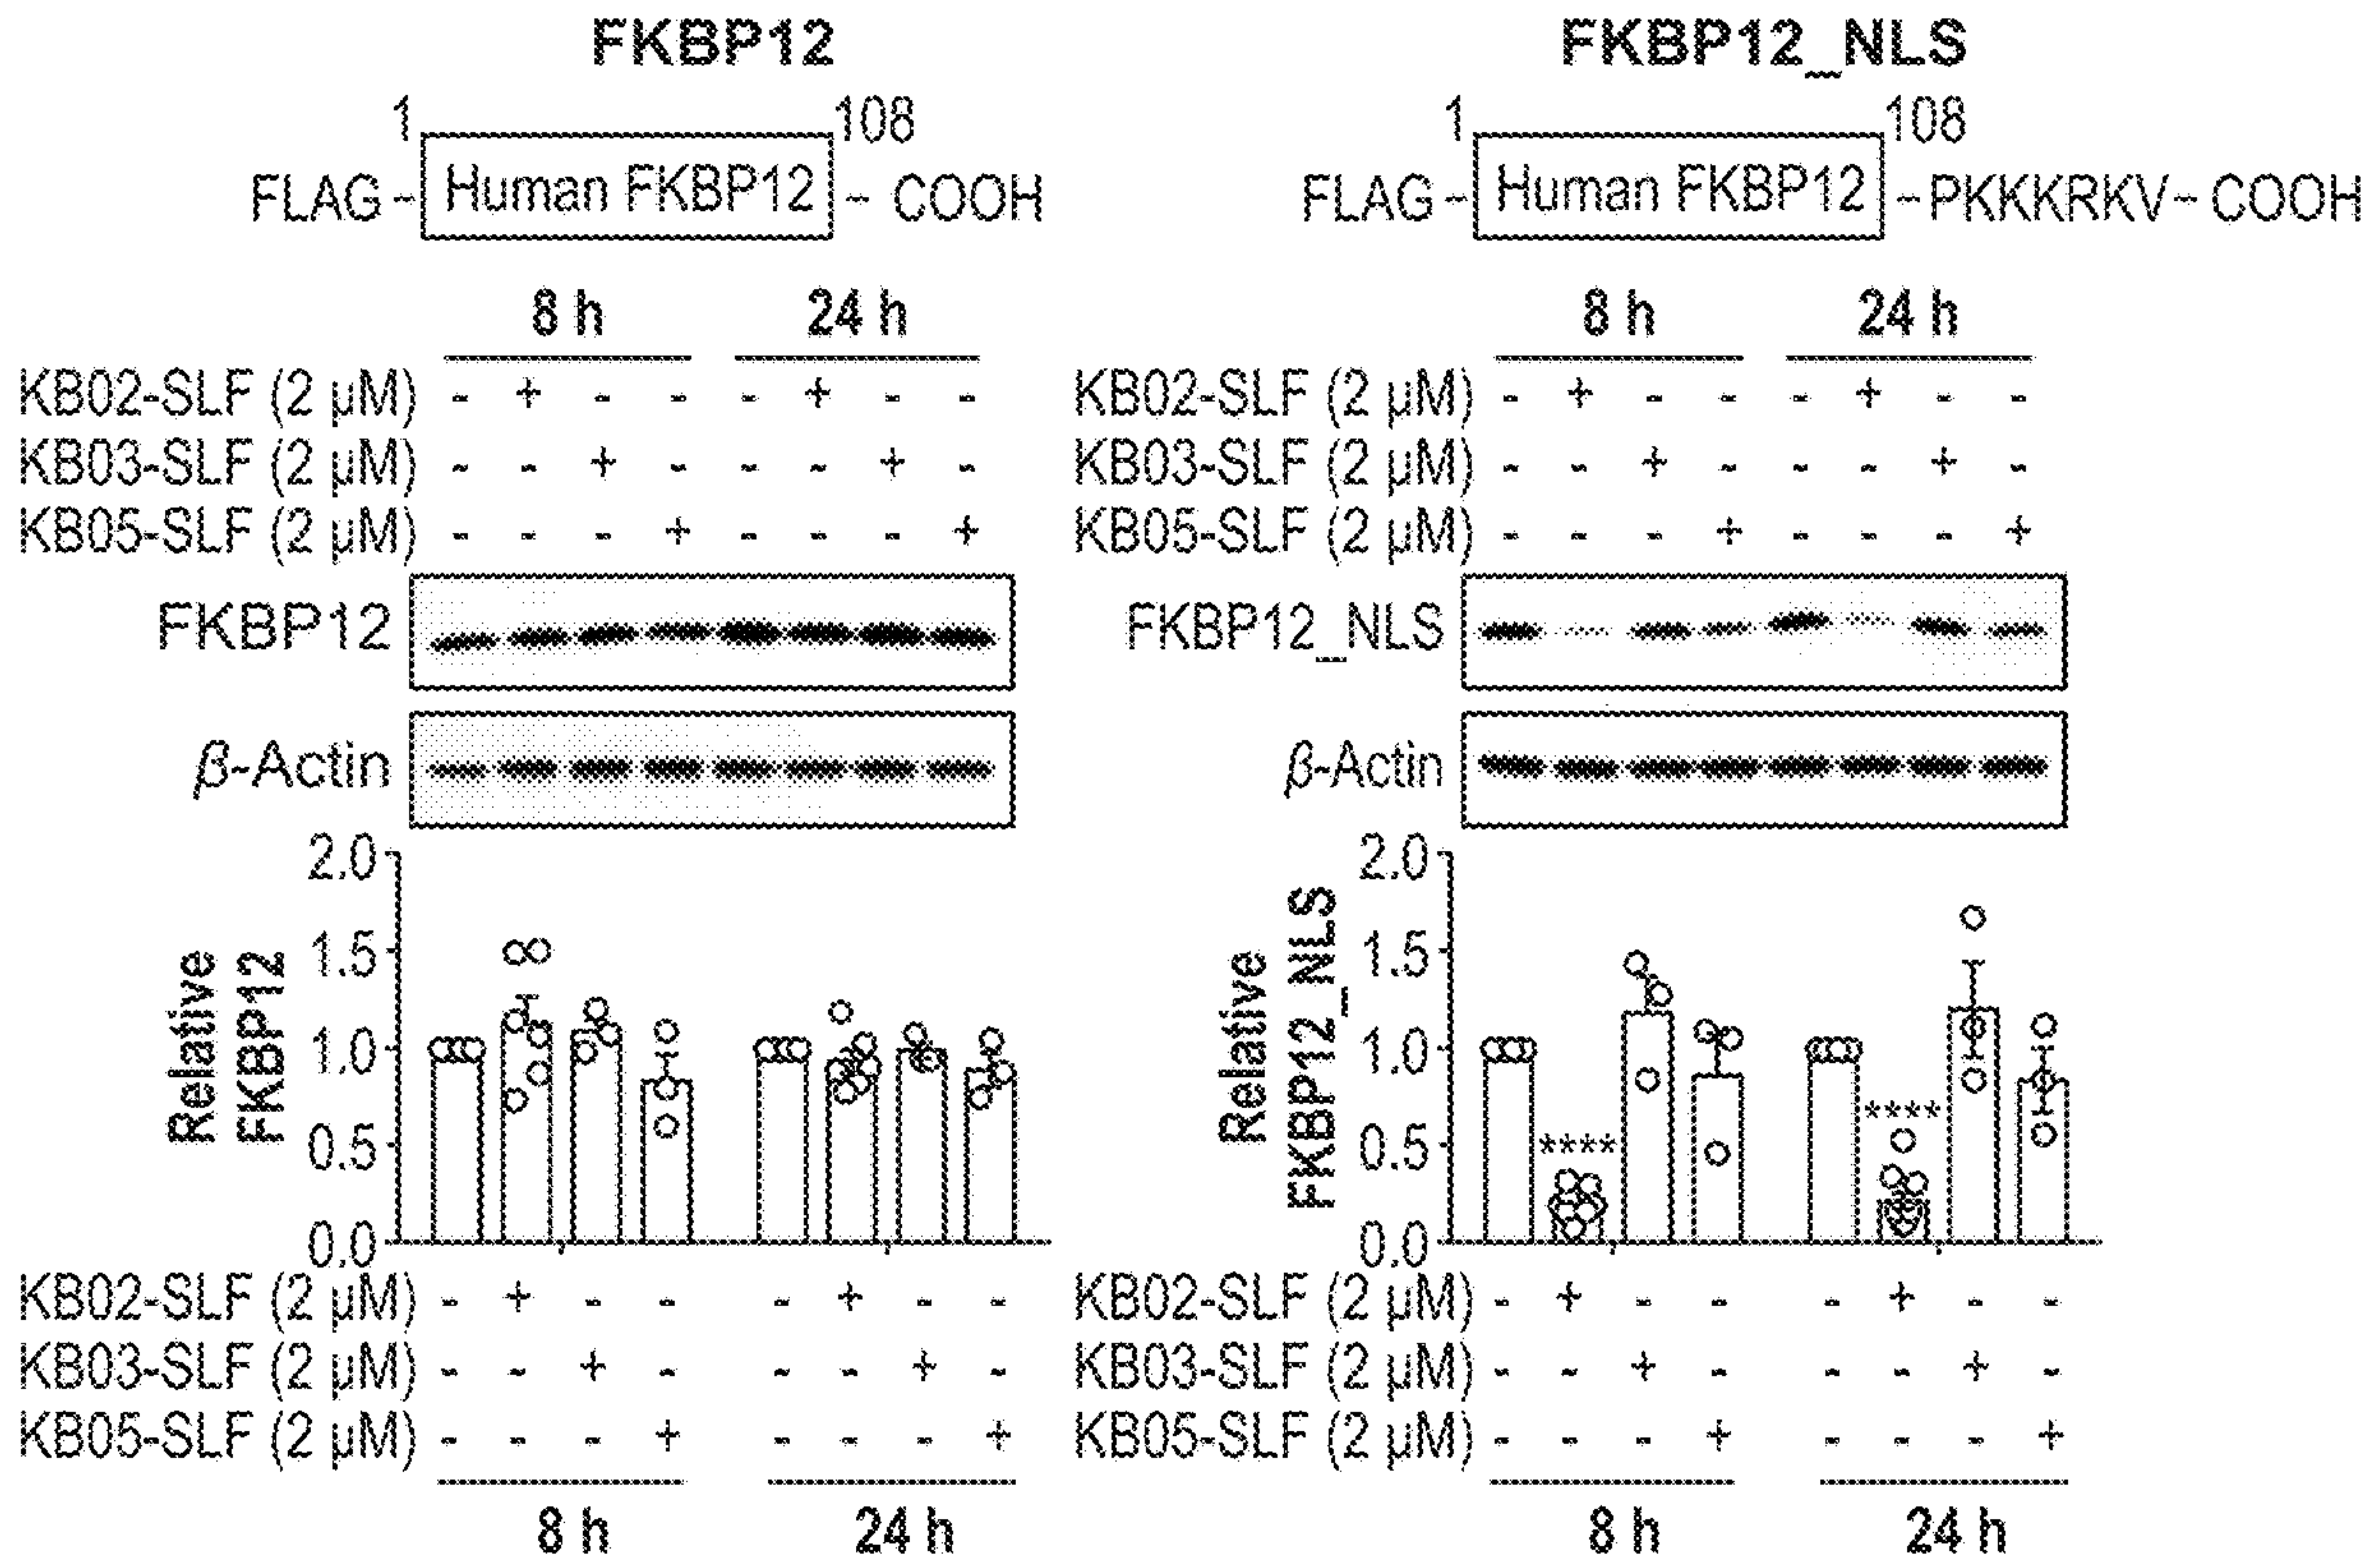 FKBP12
1 108
FLAG - Human FKBP12 - COOH
8 h 24 h
KB02-SLF (2 µM) - + - - - + - -
KB03-SLF (2 µM) - - + - - - + -
KB05-SLF (2 µM) - - - + - - - +
FKBP12
β-Actin
Relative
FKBP12
2.0
1.5
1.0
0.5
0.0
KB02-SLF (2 µM) - + - - - + - -
KB03-SLF (2 µM) - - + - - - + -
KB05-SLF (2 µM) - - - + - - - +
8 h 24 h
FKBP12_NLS
1 108
FLAG - Human FKBP12 - PKKKRKV - COOH
8 h 24 h
KB02-SLF (2 µM) - + - - - + - -
KB03-SLF (2 µM) - - + - - - + -
KB05-SLF (2 µM) - - - + - - - +
FKBP12_NLS
β-Actin
Relative
FKBP12_NLS
2.0
1.5
1.0
0.5
0.0
**** ****
KB02-SLF (2 µM) - + - - - + - -
KB03-SLF (2 µM) - - + - - - + -
KB05-SLF (2 µM) - - - + - - - +
8 h 24 h